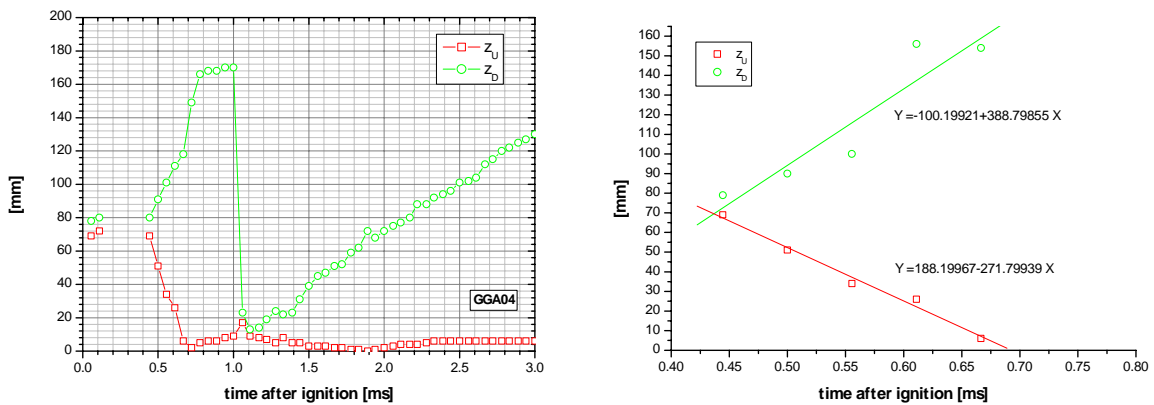 200
180
160
140
120
100
80
60
40
20
0
[mm]
Z_U
Z_D
GGA04
0.0 0.5 1.0 1.5 2.0 2.5 3.0
time after ignition [ms]
160
150
140
130
120
110
100
90
80
70
60
50
40
30
20
10
0
[mm]
Z_U
Z_D
Y =-100.19921+388.79855 X
Y =188.19967-271.79939 X
0.40 0.45 0.50 0.55 0.60 0.65 0.70 0.75 0.80
time after ignition [ms]